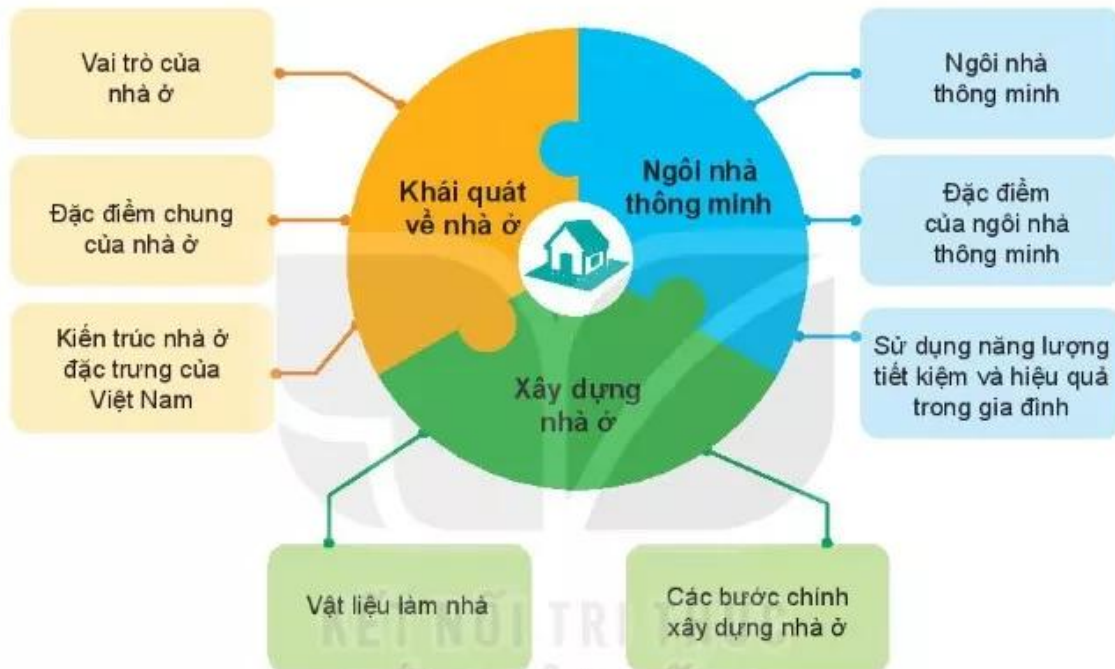 Vai trò của
nhà ở
Đặc điểm chung
của nhà ở
Kiến trúc nhà ở
đặc trưng của
Việt Nam
Khái quát
về nhà ở
Ngôi nhà
thông minh
Xây dựng
nhà ở
Ngôi nhà
thông minh
Đặc điểm
của ngôi nhà
thông minh
Sử dụng năng lượng
tiết kiệm và hiệu quả
trong gia đình
Vật liệu làm nhà
Các bước chính
xây dựng nhà ở
KẾT NỐI TRI THỨC